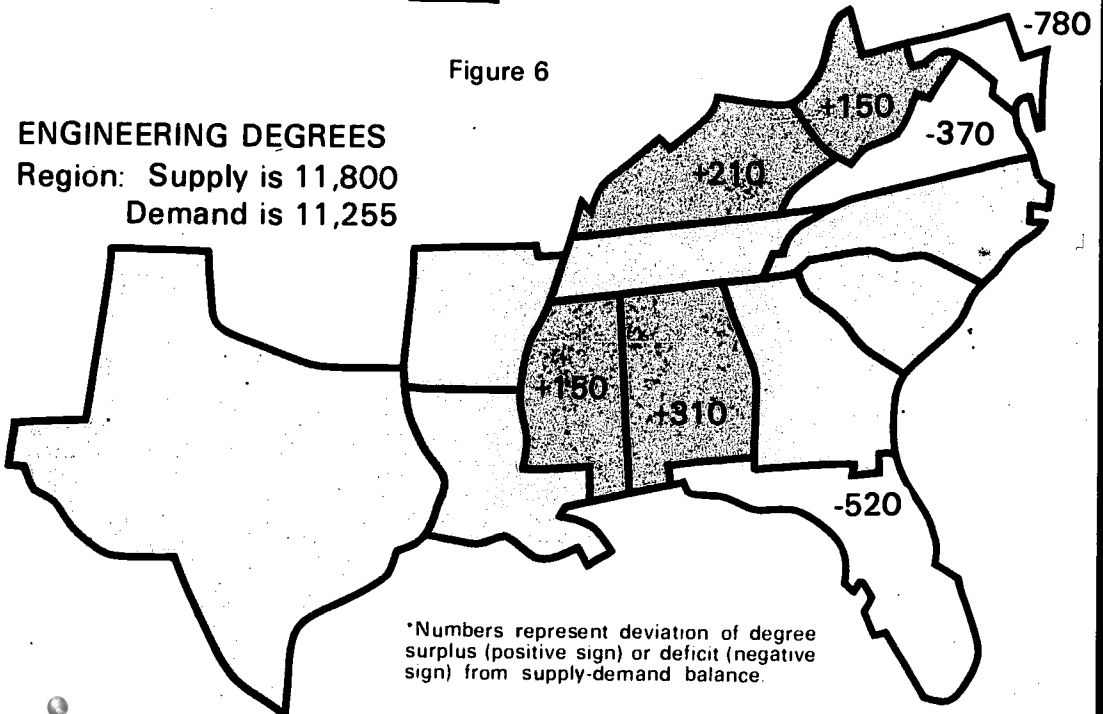 Figure 6
ENGINEERING DEGREES
Region: Supply is 11,800
Demand is 11,255
-780
+150
-370
+210
+150
+310
-520
*Numbers represent deviation of degree
surplus (positive sign) or deficit (negative
sign) from supply-demand balance.